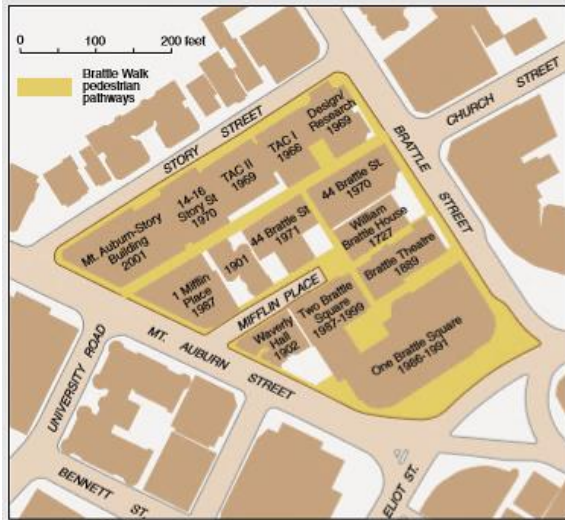 0 100 200 feet
Brattle Walk
pedestrian
pathways
STORY STREET
CHURCH STREET
BRATTLE STREET
Design/
Research
1969
TAC I
1966
TAC II
1969
14-16
Story St
1970
Mt. Auburn-Story
Building
2001
44 Brattle St.
1970
William
Brattle House
1727
Brattle Theatre
1889
44 Brattle St
1971
1901
1 Mifflin
Place
1987
MIFFLIN PLACE
Two Brattle
Square
1987-1999
Waverly
Hall
1902
One Brattle Square
1986-1991
MT. AUBURN STREET
UNIVERSITY ROAD
BENNETT ST.
ELIOT ST.